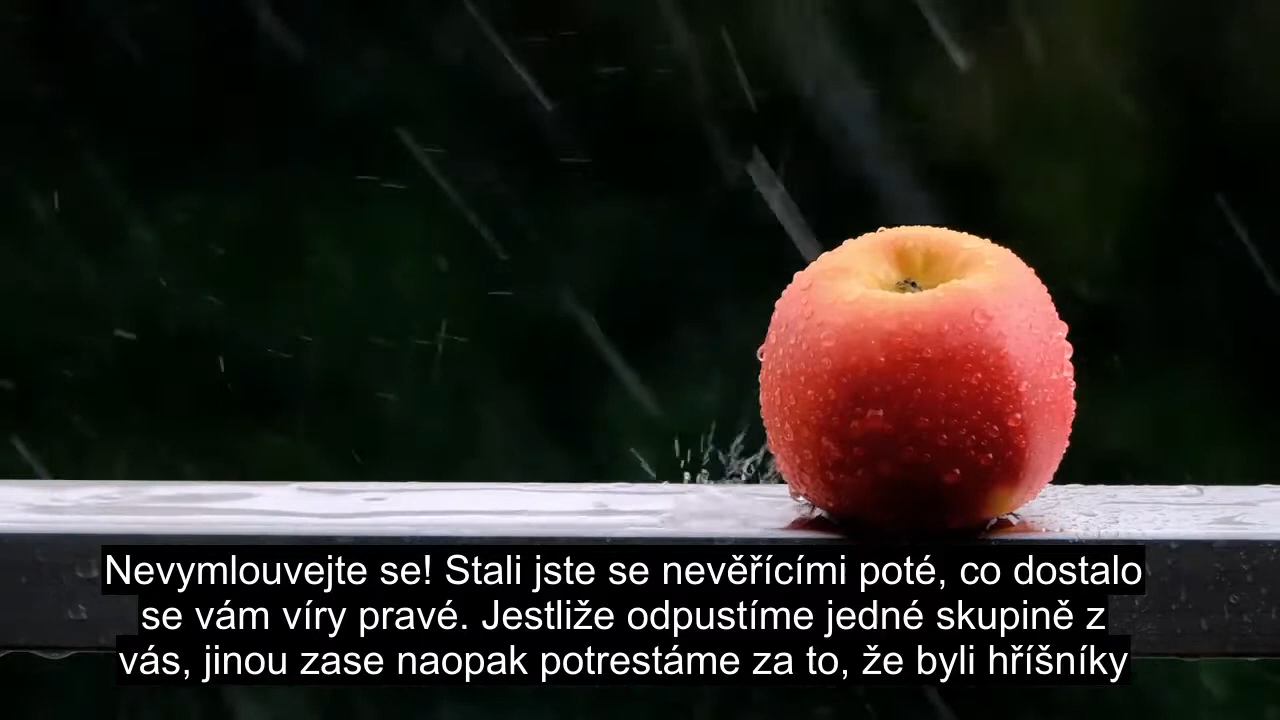 Nevymlouvejte se! Stali jste se nevěřícími poté, co dostalo
se vám víry pravé. Jestliže odpustíme jedné skupině z
vás, jinou zase naopak potrestáme za to, že byli hříšníky